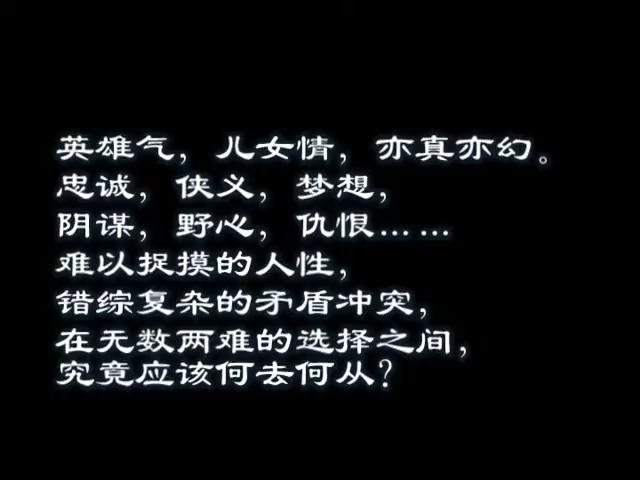 英雄气，儿女情，亦真亦幻。
忠诚，侠义，梦想，
阴谋，野心，仇恨……
难以捉摸的人性，
错综复杂的矛盾冲突，
在无数两难的选择之间，
究竟应该何去何从？